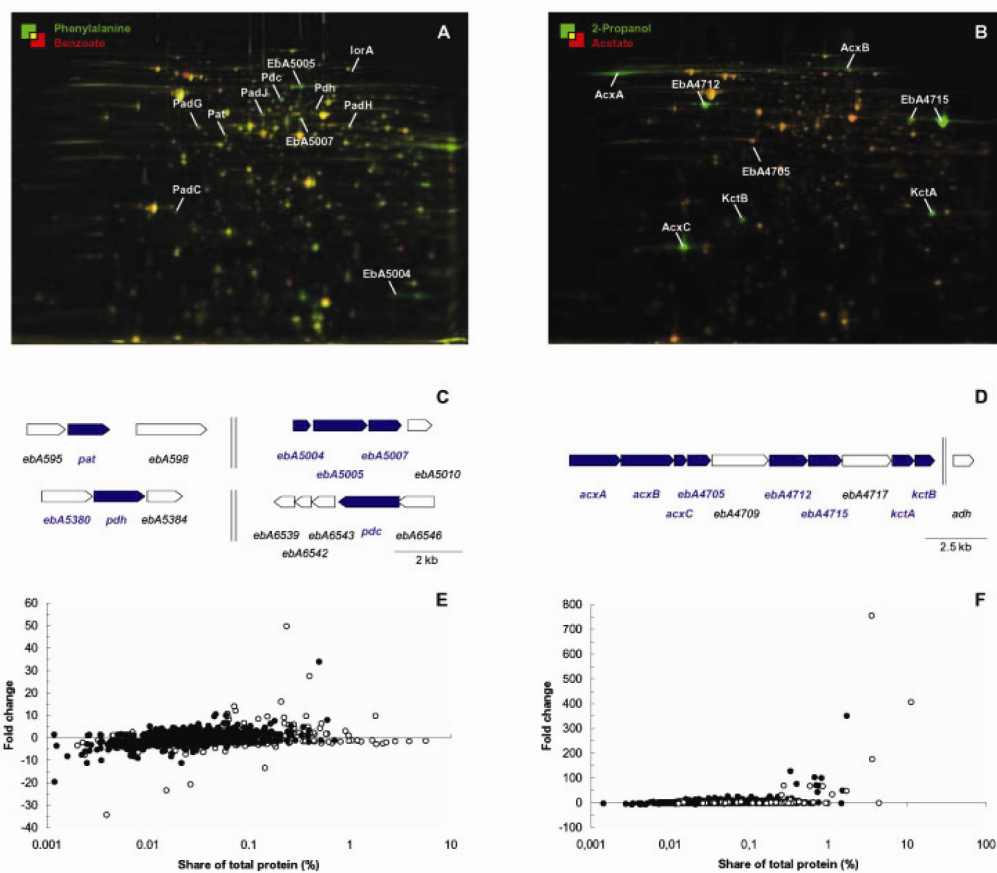 A
Phenylalanine
Benzoate
IorA
EbA5005
Pdc
PadJ
Pdh
PadG
Pat
PadH
EbA5007
PadC
EbA5004
B
2-Propanol
Acetate
AcxB
AcxA
EbA4712
EbA4715
EbA4705
KctB
KctA
AcxC
C
ebA595
pat
ebA598
ebA5004
ebA5007
ebA5005
ebA5010
ebA5380
pdh
ebA5384
ebA6539
ebA6543
pdc
ebA6546
ebA6542
2 kb
D
acxA
acxB
ebA4705
ebA4712
ebA4717
kctB
acxC
ebA4709
ebA4715
kctA
adh
2.5 kb
E
Fold change
60
50
40
30
20
10
0
-10
-20
-30
-40
0.001
0.01
0.1
1
10
Share of total protein (%)
F
Fold change
800
700
600
500
400
300
200
100
0
-100
0,001
0,01
0,1
1
10
100
Share of total protein (%)